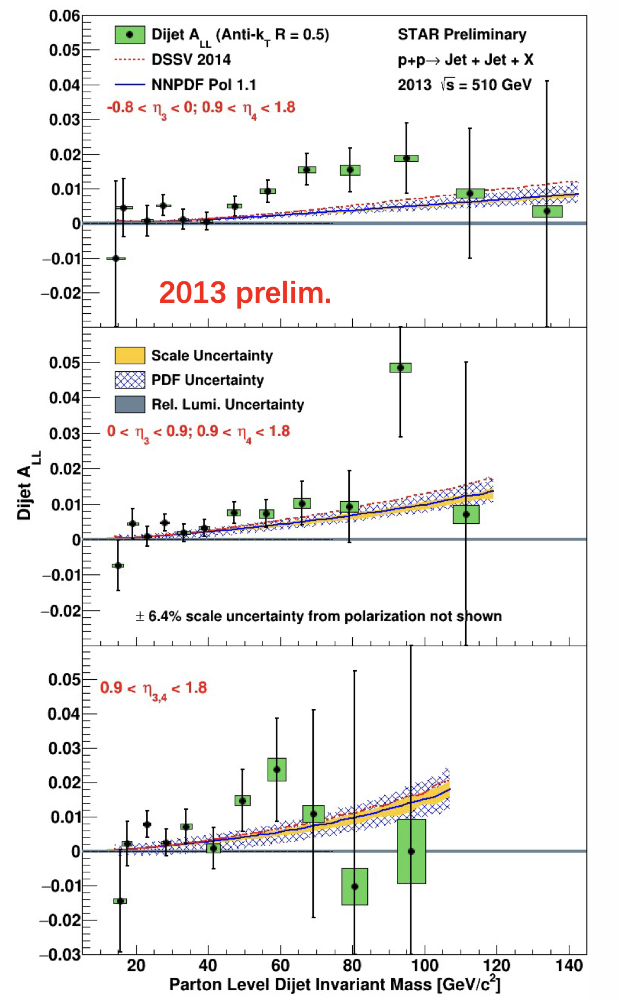 0.06
0.05
0.04
0.03
0.02
0.01
0
−0.01
−0.02
Dijet A_LL (Anti-k_T R = 0.5)
DSSV 2014
NNPDF Pol 1.1
-0.8 < η_3 < 0; 0.9 < η_4 < 1.8
STAR Preliminary
p+p→ Jet + Jet + X
2013 √s = 510 GeV
2013 prelim.
0.05
0.04
0.03
0.02
0.01
0
−0.01
−0.02
Scale Uncertainty
PDF Uncertainty
Rel. Lumi. Uncertainty
0 < η_3 < 0.9; 0.9 < η_4 < 1.8
± 6.4% scale uncertainty from polarization not shown
Dijet A_LL
0.05
0.04
0.03
0.02
0.01
0
−0.01
−0.02
−0.03
0.9 < η_3,4 < 1.8
20 40 60 80 100 120 140
Parton Level Dijet Invariant Mass [GeV/c²]